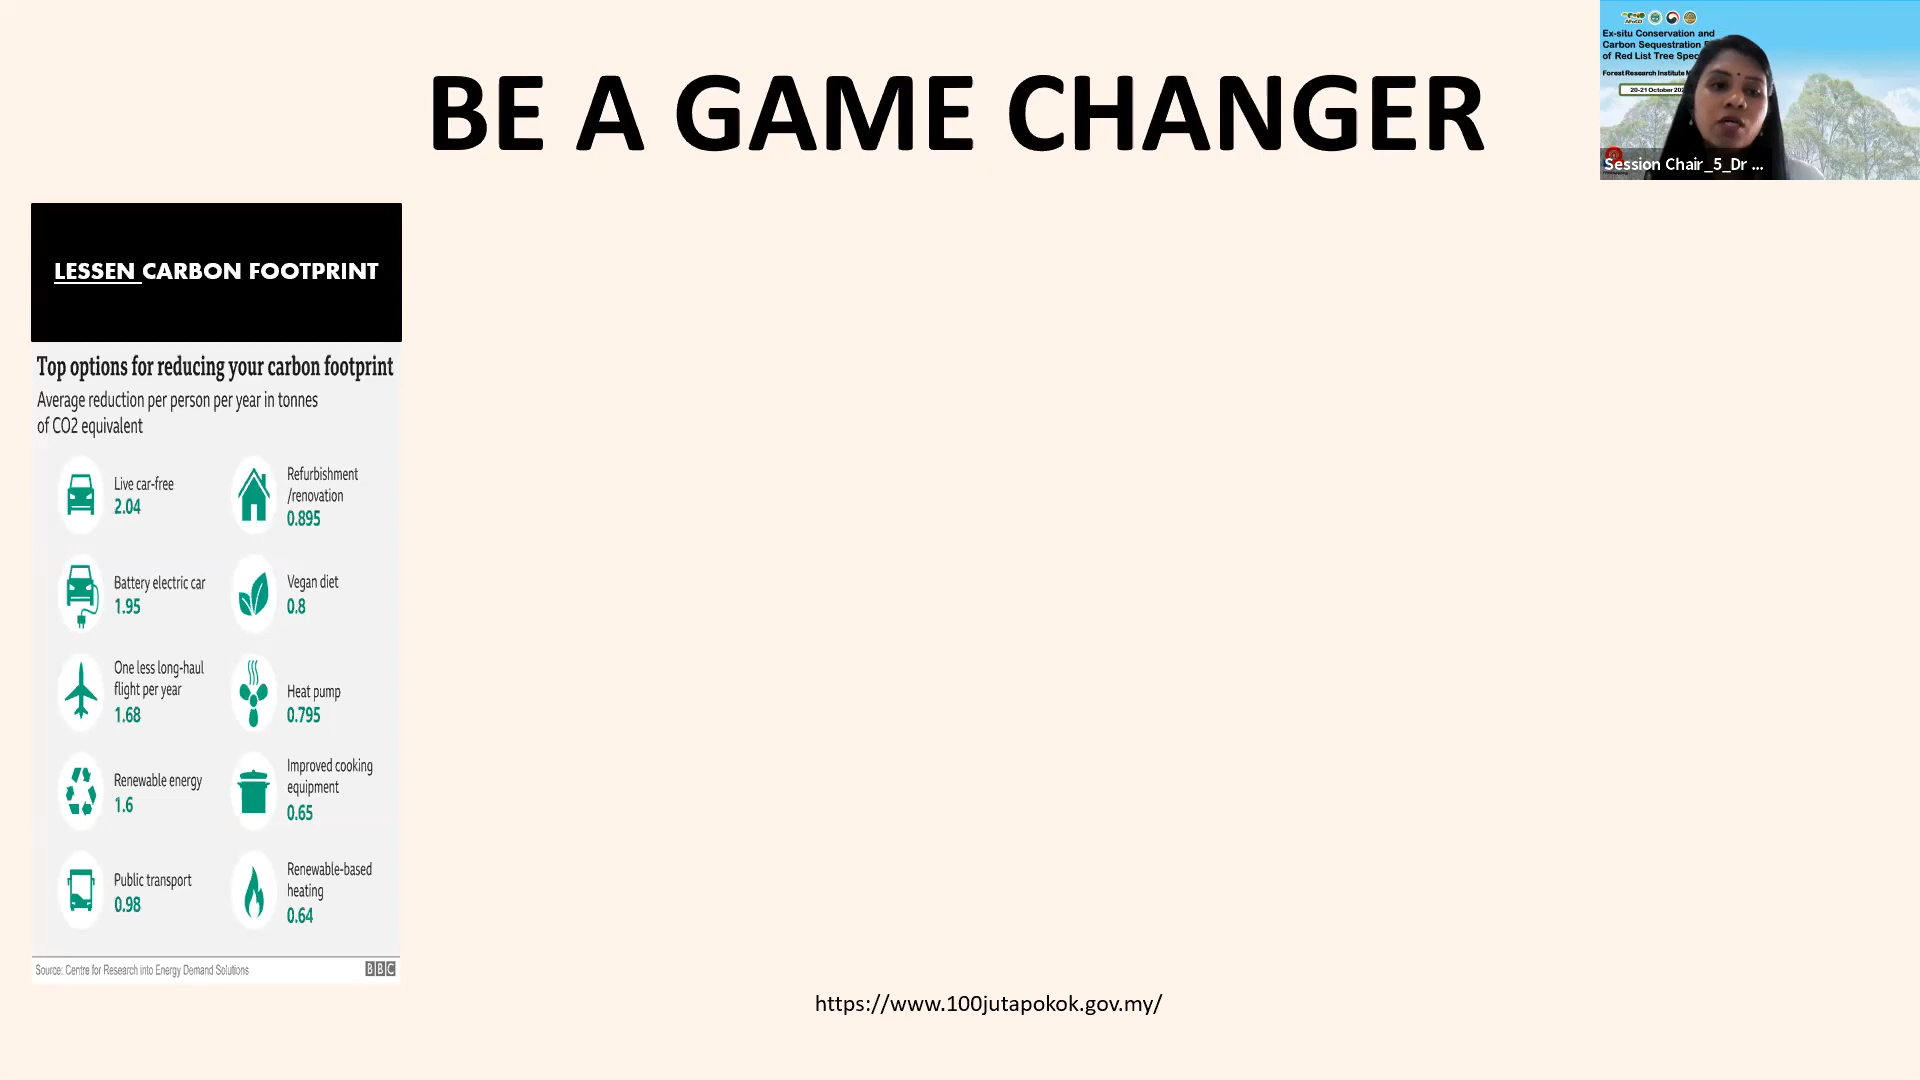 BE A GAME CHANGER
Ex-situ Conservation and
Carbon Sequestration
of Red List Tree Spec
Forest Research Institute
20-21 October 202
Session Chair_5_Dr ...
LESSEN CARBON FOOTPRINT
Top options for reducing your carbon footprint
Average reduction per person per year in tonnes
of CO2 equivalent
Live car-free
2.04
Refurbishment
/renovation
0.895
Battery electric car
1.95
Vegan diet
0.8
One less long-haul
flight per year
1.68
Heat pump
0.795
Renewable energy
1.6
Improved cooking
equipment
0.65
Public transport
0.98
Renewable-based
heating
0.64
Source: Centre for Research into Energy Demand Solutions
BBC
https://www.100jutapokok.gov.my/